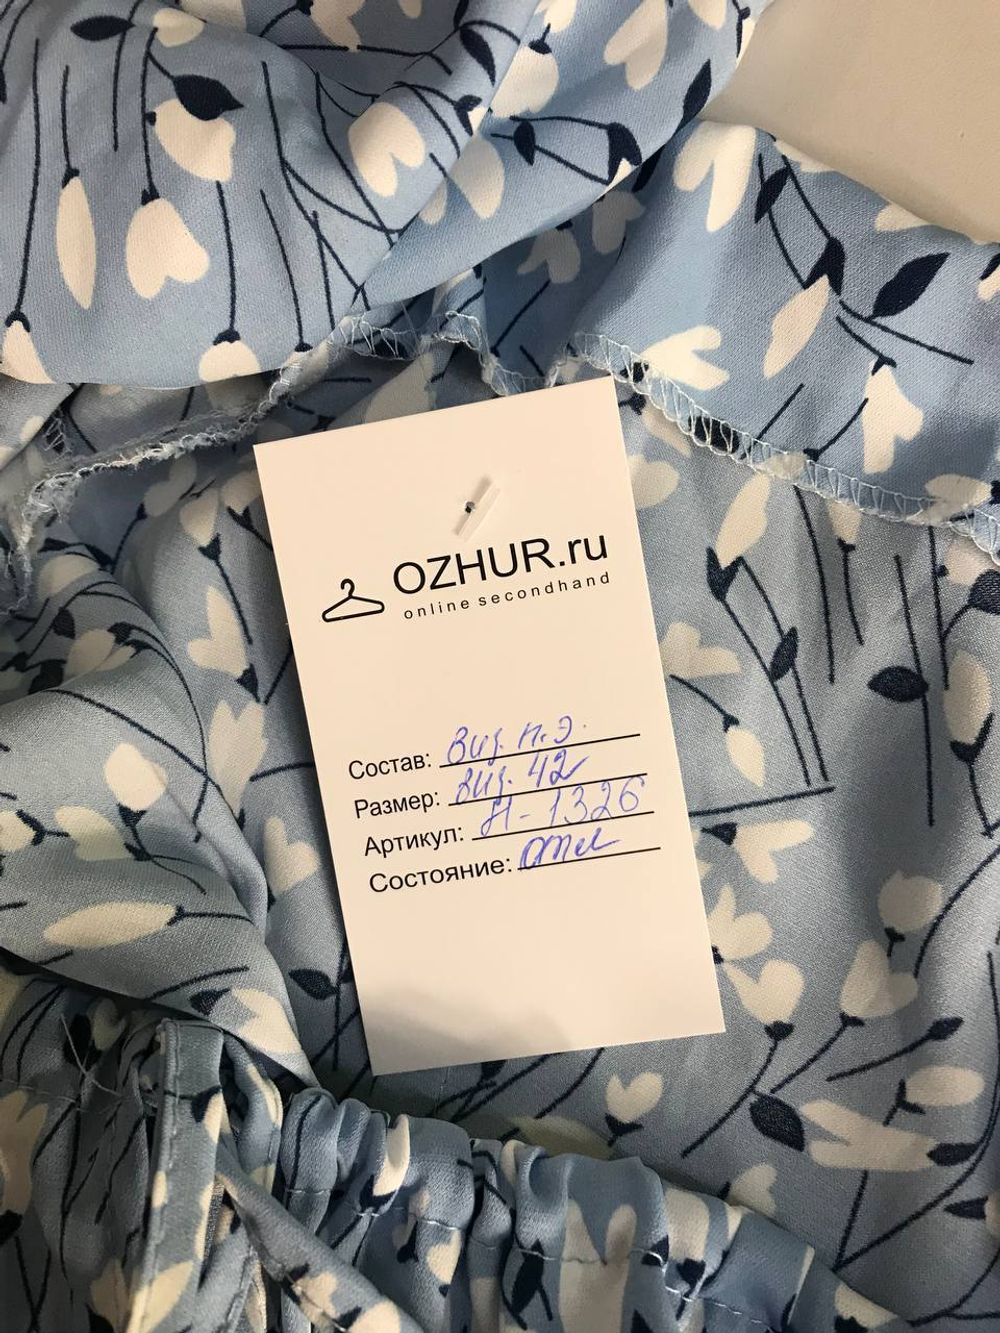 OZHUR.ru
online secondhand
Состав: Виз. п.э.
Размер: Виз. 42
Артикул: Н-1326
Состояние: отл